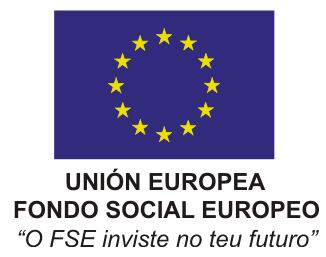 UNIÓN EUROPEA
FONDO SOCIAL EUROPEO
“O FSE inviste no teu futuro”